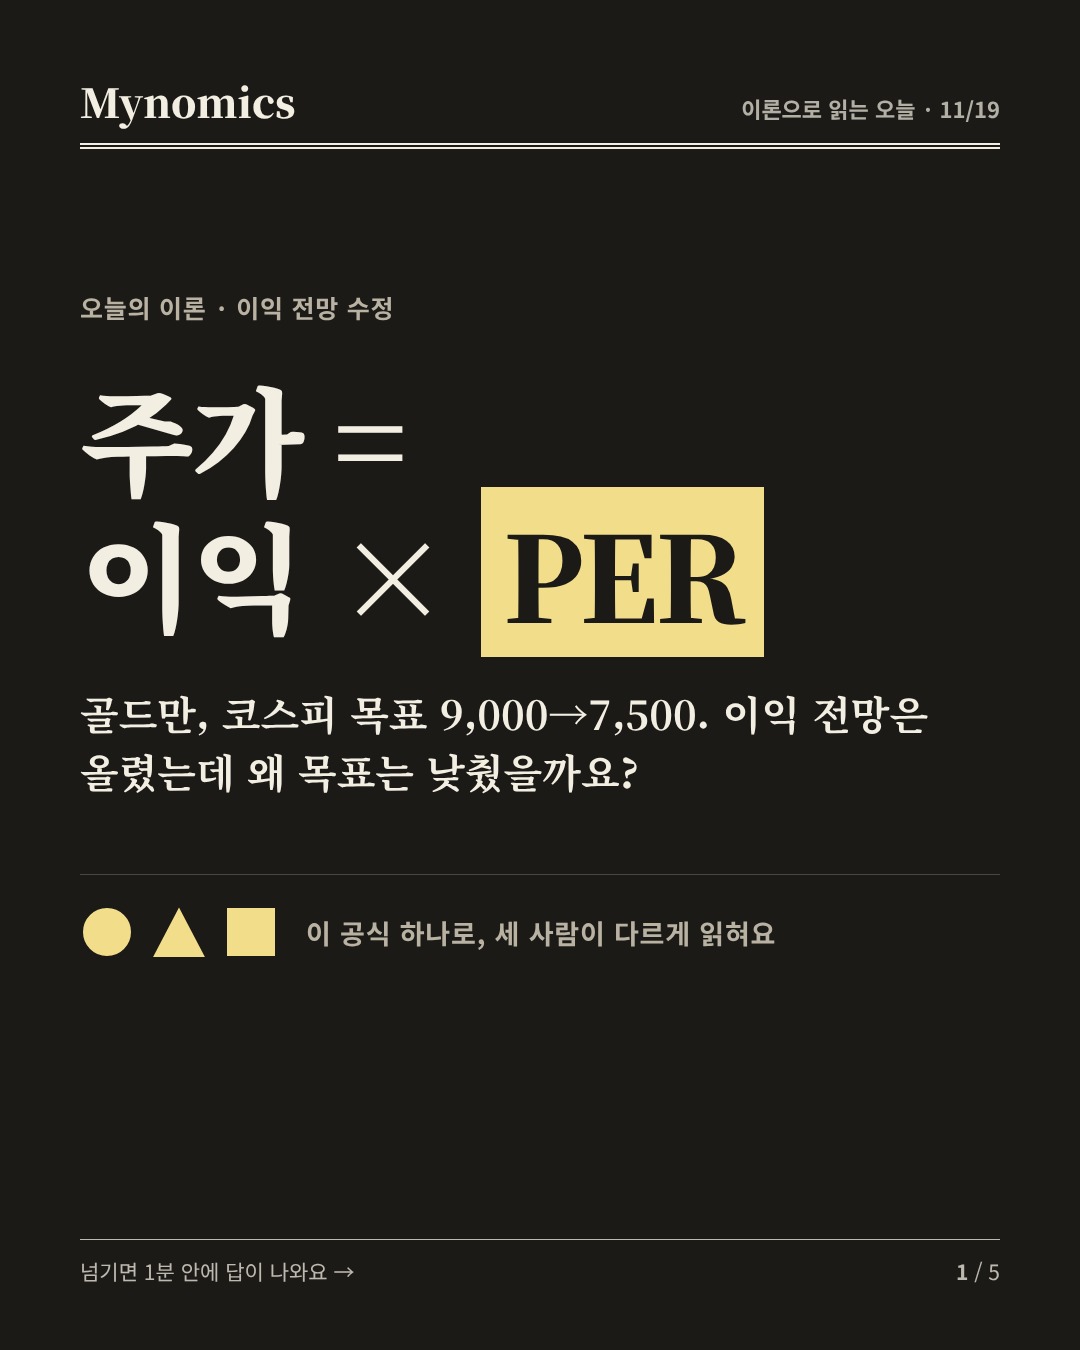 Mynomics
이론으로 읽는 오늘 · 11/19
오늘의 이론 · 이익 전망 수정
주가 =
이익 × PER
골드만, 코스피 목표 9,000→7,500. 이익 전망은
올렸는데 왜 목표는 낮췄을까요?
이 공식 하나로, 세 사람이 다르게 읽혀요
넘기면 1분 안에 답이 나와요 →
1 / 5